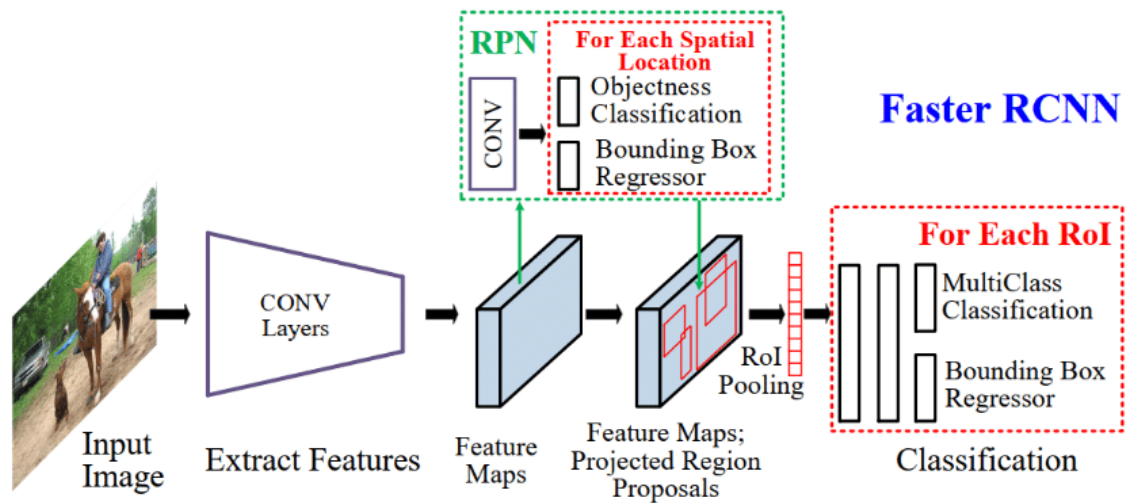 RPN
For Each Spatial
Location
CONV
Objectness
Classification
Bounding Box
Regressor
Faster RCNN
CONV
Layers
For Each RoI
MultiClass
Classification
Bounding Box
Regressor
RoI
Pooling
Input
Image
Extract Features
Feature
Maps
Feature Maps;
Projected Region
Proposals
Classification